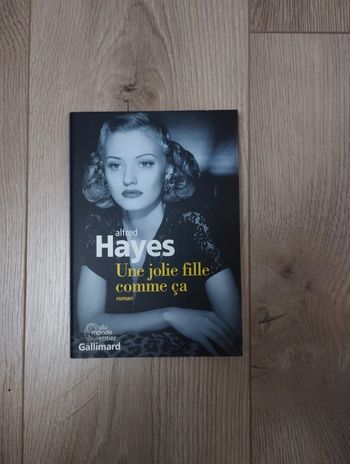 alfred
Hayes
Une jolie fille
comme ça
roman
du
monde
entier
Gallimard